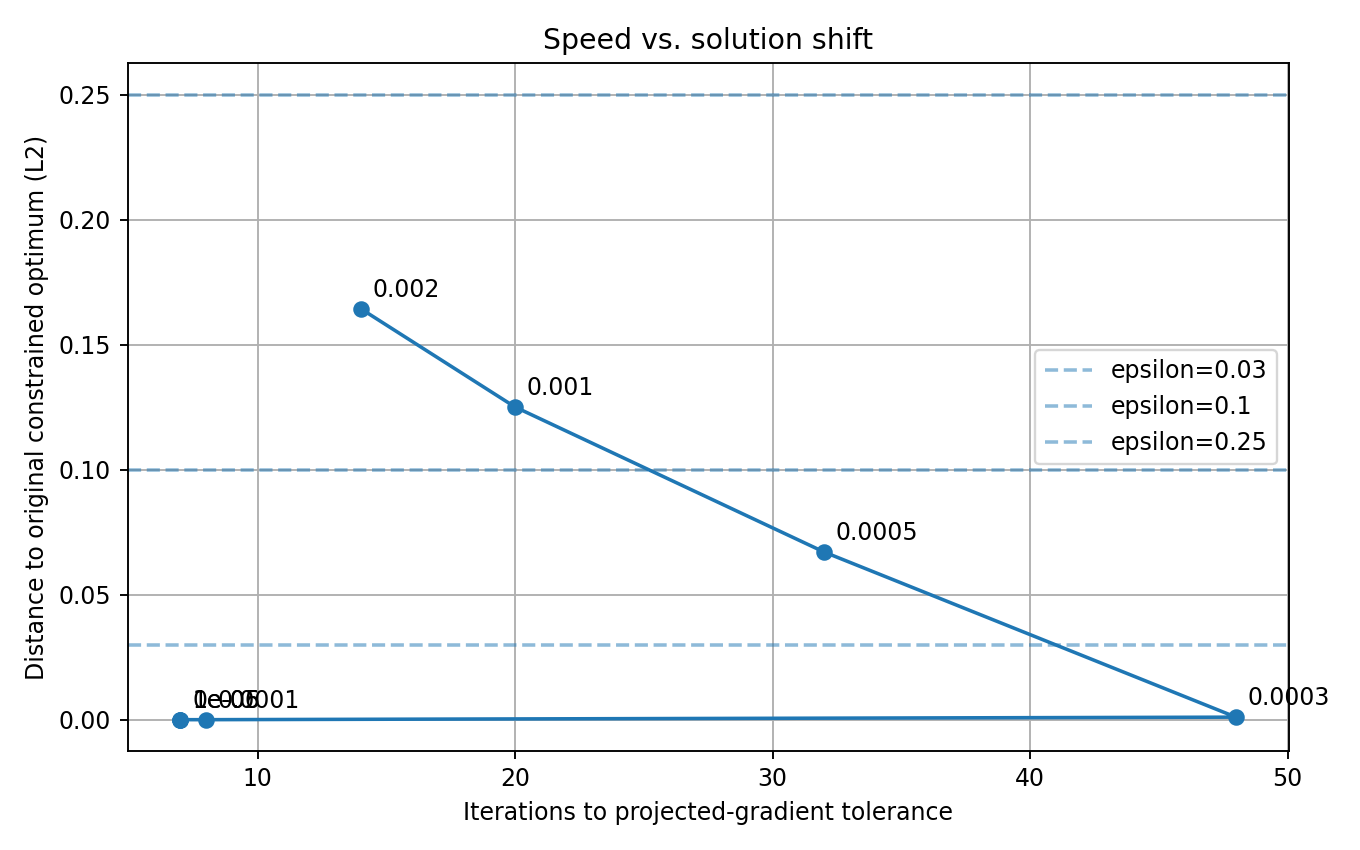 Speed vs. solution shift
Distance to original constrained optimum (L2)
0.25
0.20
0.15
0.10
0.05
0.00
0.002
0.001
0.0005
0.0003
epsilon=0.03
epsilon=0.1
epsilon=0.25
10
20
30
40
50
Iterations to projected-gradient tolerance